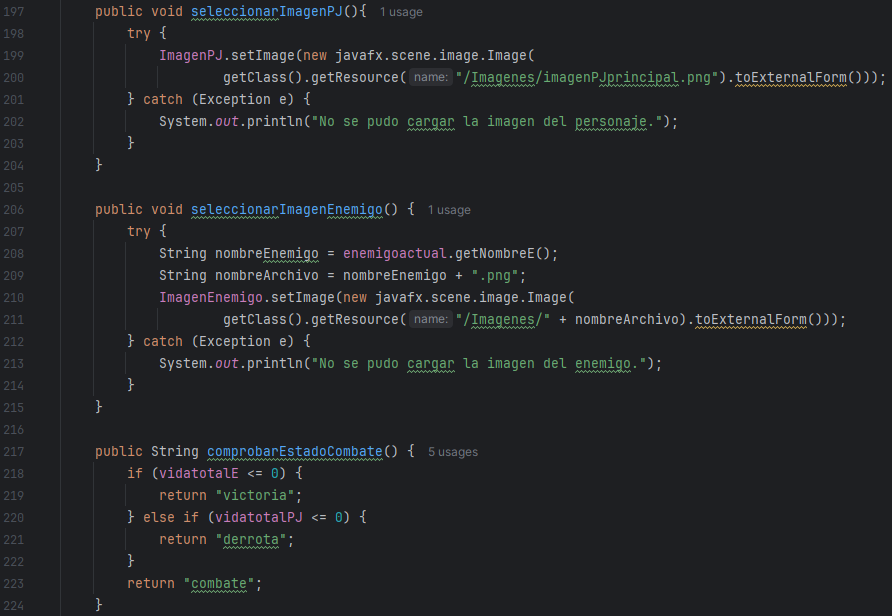 197 public void seleccionarImagenPJ(){ 1 usage
198 try {
199 ImagenPJ.setImage(new javafx.scene.image.Image(
200 getClass().getResource( name: "/Imagenes/imagenPJprincipal.png").toExternalForm()));
201 } catch (Exception e) {
202 System.out.println("No se pudo cargar la imagen del personaje.");
203 }
204 }
205
206 public void seleccionarImagenEnemigo() { 1 usage
207 try {
208 String nombreEnemigo = enemigoactual.getNombreE();
209 String nombreArchivo = nombreEnemigo + ".png";
210 ImagenEnemigo.setImage(new javafx.scene.image.Image(
211 getClass().getResource( name: "/Imagenes/" + nombreArchivo).toExternalForm()));
212 } catch (Exception e) {
213 System.out.println("No se pudo cargar la imagen del enemigo.");
214 }
215 }
216
217 public String comprobarEstadoCombate() { 5 usages
218 if (vidatotalE <= 0) {
219 return "victoria";
220 } else if (vidatotalPJ <= 0) {
221 return "derrota";
222 }
223 return "combate";
224 }